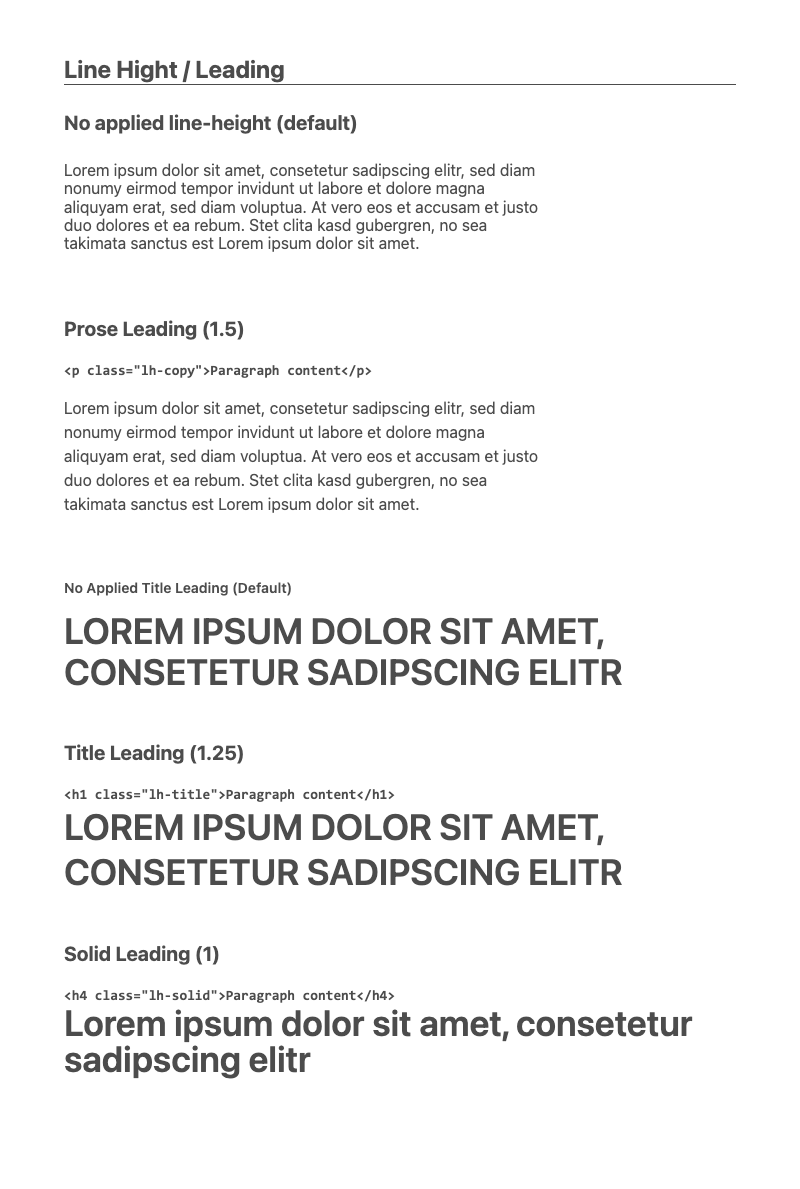 Line Hight / Leading
No applied line-height (default)
Lorem ipsum dolor sit amet, consetetur sadipscing elitr, sed diam
nonumy eirmod tempor invidunt ut labore et dolore magna
aliquyam erat, sed diam voluptua. At vero eos et accusam et justo
duo dolores et ea rebum. Stet clita kasd gubergren, no sea
takimata sanctus est Lorem ipsum dolor sit amet.
Prose Leading (1.5)
<p class="lh-copy">Paragraph content</p>
Lorem ipsum dolor sit amet, consetetur sadipscing elitr, sed diam
nonumy eirmod tempor invidunt ut labore et dolore magna
aliquyam erat, sed diam voluptua. At vero eos et accusam et justo
duo dolores et ea rebum. Stet clita kasd gubergren, no sea
takimata sanctus est Lorem ipsum dolor sit amet.
No Applied Title Leading (Default)
LOREM IPSUM DOLOR SIT AMET,
CONSETETUR SADIPSCING ELITR
Title Leading (1.25)
<h1 class="lh-title">Paragraph content</h1>
LOREM IPSUM DOLOR SIT AMET,
CONSETETUR SADIPSCING ELITR
Solid Leading (1)
<h4 class="lh-solid">Paragraph content</h4>
Lorem ipsum dolor sit amet, consetetur
sadipscing elitr